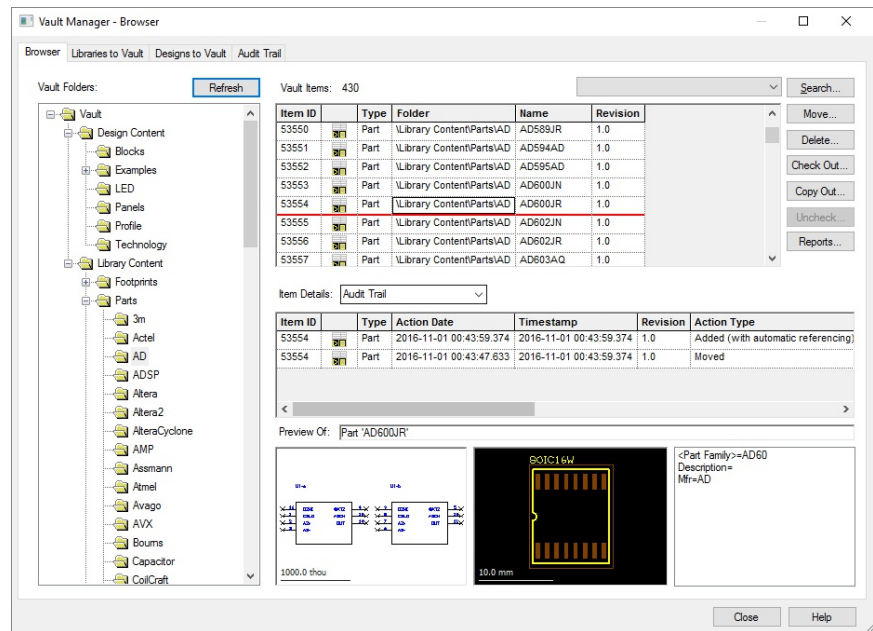 Vault Manager - Browser
Browser Libraries to Vault Designs to Vault Audit Trail
Vault Folders: Refresh
Vault
Design Content
Blocks
Examples
LED
Panels
Profile
Technology
Library Content
Footprints
Parts
3m
Actel
AD
ADSP
Altera
Altera2
AlteraCyclone
AMP
Assmann
Atmel
Avago
AVX
Bourns
Capacitor
CoilCraft
Vault Items: 430
Item ID Type Folder Name Revision
53550 Part \Library Content\Parts\AD AD589JR 1.0
53551 Part \Library Content\Parts\AD AD594AD 1.0
53552 Part \Library Content\Parts\AD AD595AD 1.0
53553 Part \Library Content\Parts\AD AD600JN 1.0
53554 Part \Library Content\Parts\AD AD600JR 1.0
53555 Part \Library Content\Parts\AD AD602JN 1.0
53556 Part \Library Content\Parts\AD AD602JR 1.0
53557 Part \Library Content\Parts\AD AD603AQ 1.0
Search...
Move...
Delete...
Check Out...
Copy Out...
Uncheck...
Reports...
Item Details: Audit Trail
Item ID Type Action Date Timestamp Revision Action Type
53554 Part 2016-11-01 00:43:59.374 2016-11-01 00:43:59.374 1.0 Added (with automatic referencing)
53554 Part 2016-11-01 00:43:47.633 2016-11-01 00:43:59.374 1.0 Moved
Preview Of: Part 'AD600JR'
U1-a U1-b
1000.0 thou
SOIC16W
10.0 mm
<Part Family>=AD60
Description=
Mfr=AD
Close Help